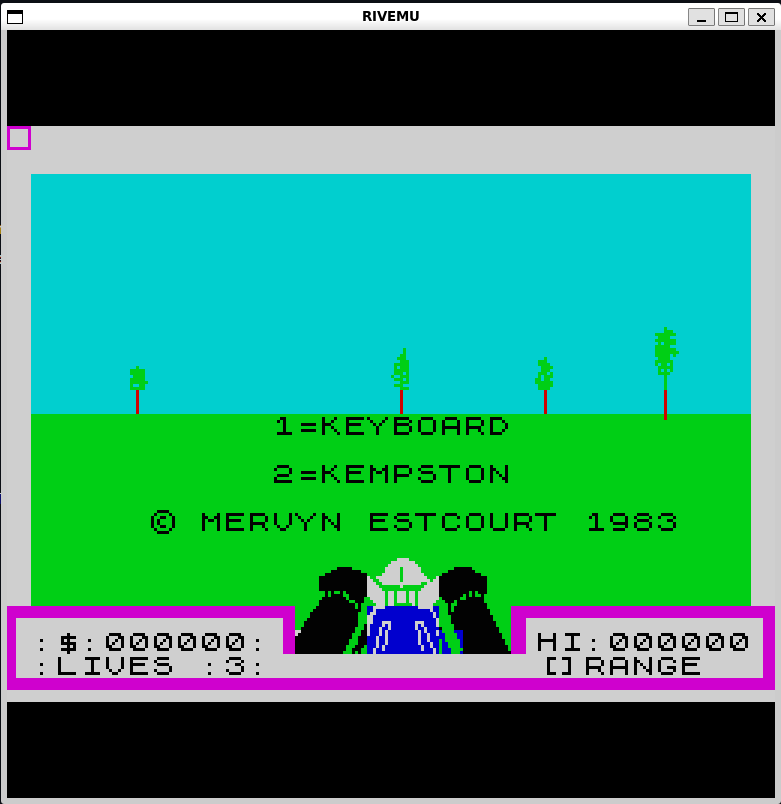 RIVEMU
1=KEYBOARD
2=KEMPSTON
© MERVYN ESTCOURT 1983
:$:000000:
:LIVES :3:
HI:000000
[]RANGE